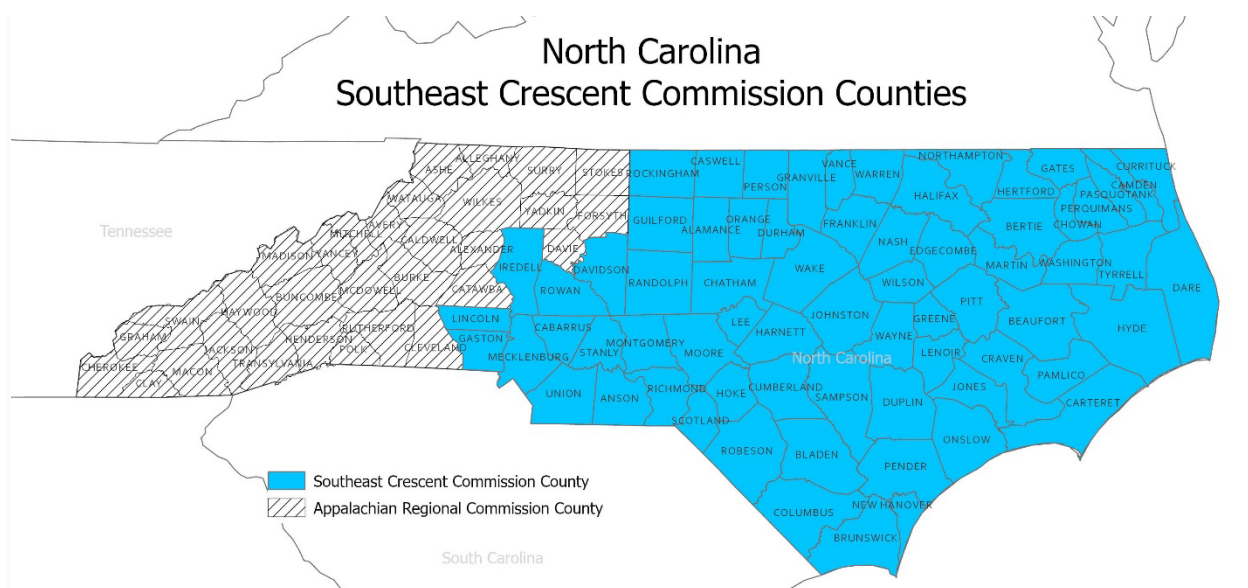 North Carolina
Southeast Crescent Commission Counties
ALLEGHANY
ASHE
SURRY
STOKES
ROCKINGHAM
CASWELL
PERSON
GRANVILLE
VANCE
WARREN
NORTHAMPTON
GATES
CURRITUCK
CAMDEN
PASQUOTANK
HERTFORD
HALIFAX
PERQUIMANS
CHOWAN
BERTIE
WATAUGA
WILKES
YADKIN
FORSYTH
GUILFORD
ALAMANCE
ORANGE
DURHAM
FRANKLIN
NASH
EDGECOMBE
MARTIN
WASHINGTON
TYRRELL
DARE
Tennessee
AVERY
MITCHELL
YANCEY
MADISON
CALDWELL
ALEXANDER
DAVIE
IREDELL
DAVIDSON
ROWAN
RANDOLPH
CHATHAM
WAKE
WILSON
PITT
BEAUFORT
HYDE
BURKE
MCDOWELL
CATAWBA
BUNCOMBE
HAYWOOD
SWAIN
GRAHAM
JACKSON
HENDERSON
RUTHERFORD
POLK
CLEVELAND
LINCOLN
GASTON
CABARRUS
MECKLENBURG
STANLY
MONTGOMERY
MOORE
LEE
HARNETT
JOHNSTON
WAYNE
GREENE
LENOIR
CRAVEN
PAMLICO
North Carolina
CHEROKEE
CLAY
MACON
TRANSYLVANIA
UNION
ANSON
RICHMOND
SCOTLAND
HOKE
CUMBERLAND
SAMPSON
DUPLIN
JONES
CARTERET
ONSLOW
ROBESON
BLADEN
PENDER
COLUMBUS
NEW HANOVER
BRUNSWICK
Southeast Crescent Commission County
Appalachian Regional Commission County
South Carolina